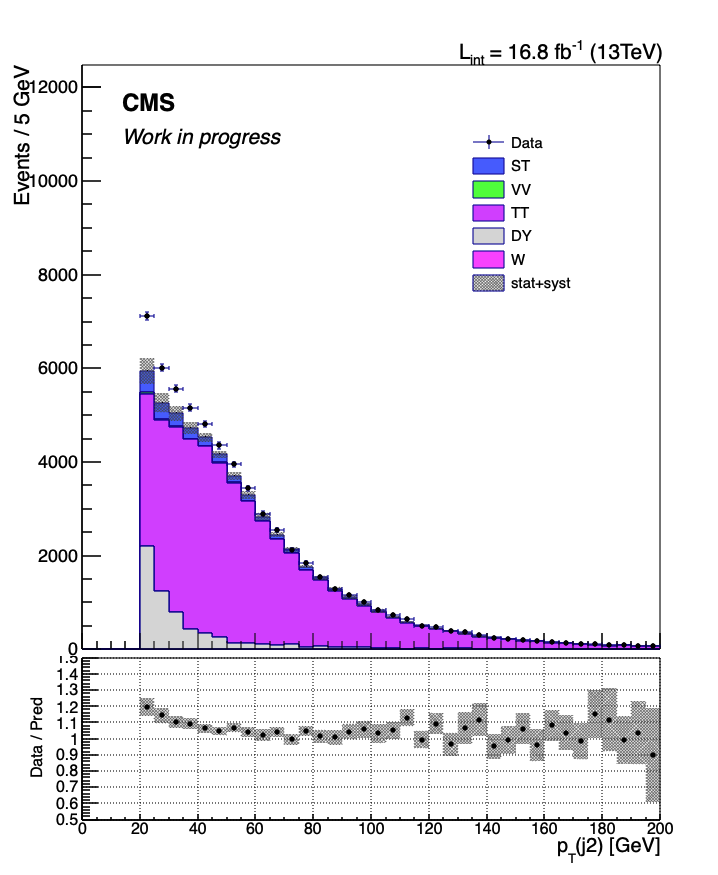 L_int = 16.8 fb^-1 (13TeV)
Events / 5 GeV
12000
10000
8000
6000
4000
2000
0
CMS
Work in progress
Data
ST
VV
TT
DY
W
stat+syst
Data / Pred
1.5
1.4
1.3
1.2
1.1
1
0.9
0.8
0.7
0.6
0.5
0 20 40 60 80 100 120 140 160 180 200
p_T(j2) [GeV]